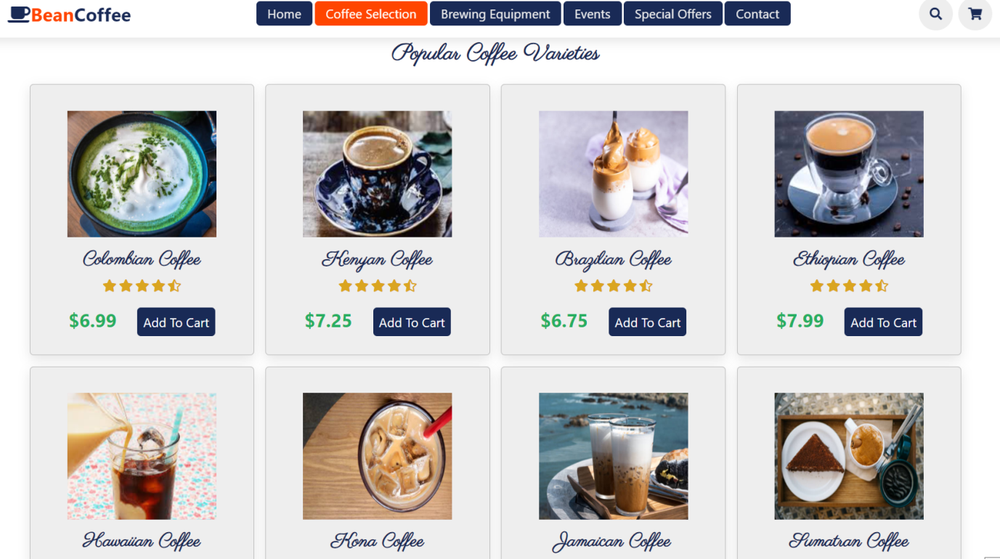 BeanCoffee
Home Coffee Selection Brewing Equipment Events Special Offers Contact
Popular Coffee Varieties
Colombian Coffee Kenyan Coffee Brazilian Coffee Ethiopian Coffee
$6.99 Add To Cart $7.25 Add To Cart $6.75 Add To Cart $7.99 Add To Cart
Hawaiian Coffee Kona Coffee Jamaican Coffee Sumatran Coffee